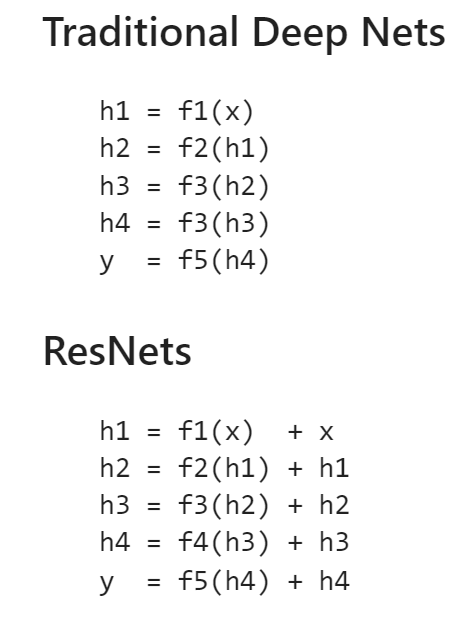 Traditional Deep Nets
h1 = f1(x)
h2 = f2(h1)
h3 = f3(h2)
h4 = f3(h3)
y  = f5(h4)
ResNets
h1 = f1(x)  + x
h2 = f2(h1) + h1
h3 = f3(h2) + h2
h4 = f4(h3) + h3
y  = f5(h4) + h4